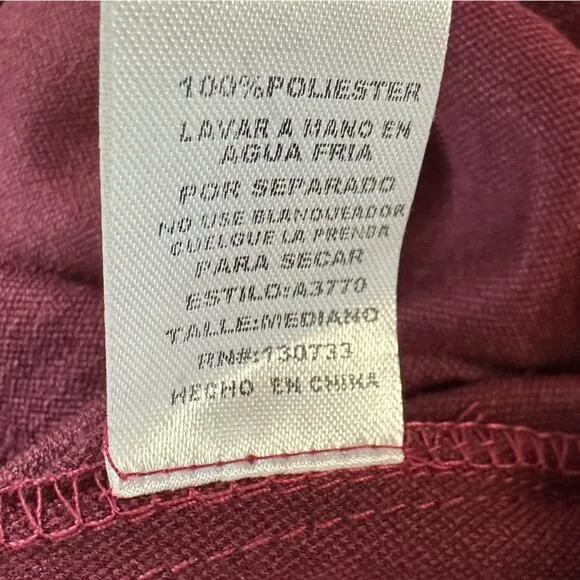 100%POLIESTER
LAVAR A MANO EN
AGUA FRIA
POR SEPARADO
NO USE BLANQUEADOR
CUELGUE LA PRENDA
PARA SECAR
ESTILO:A3770
TALLE:MEDIANO
RN#:130733
HECHO EN CHINA